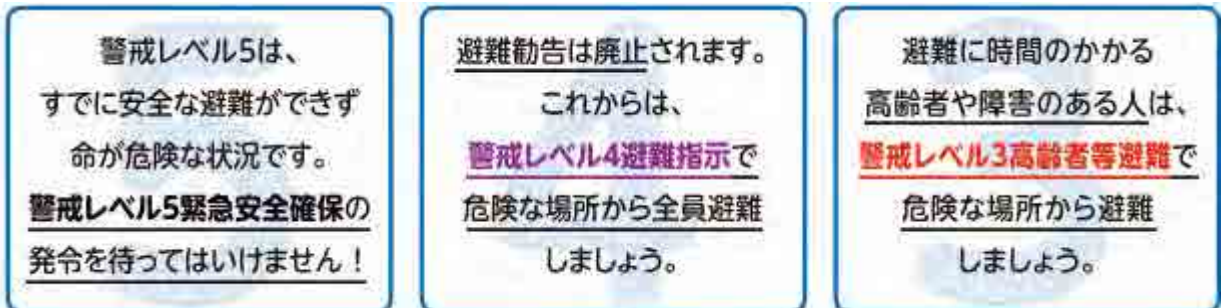 警戒レベル5は、
すでに安全な避難ができず
命が危険な状況です。
警戒レベル5緊急安全確保の
発令を待ってはいけません！
避難勧告は廃止されます。
これからは、
警戒レベル4避難指示で
危険な場所から全員避難
しましょう。
避難に時間のかかる
高齢者や障害のある人は、
警戒レベル3高齢者等避難で
危険な場所から避難
しましょう。